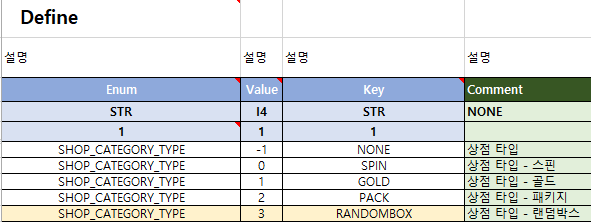 Define
설명 설명 설명 설명
Enum Value Key Comment
STR I4 STR NONE
1 1 1
SHOP_CATEGORY_TYPE -1 NONE 상점 타입
SHOP_CATEGORY_TYPE 0 SPIN 상점 타입 - 스핀
SHOP_CATEGORY_TYPE 1 GOLD 상점 타입 - 골드
SHOP_CATEGORY_TYPE 2 PACK 상점 타입 - 패키지
SHOP_CATEGORY_TYPE 3 RANDOMBOX 상점 타입 - 랜덤박스